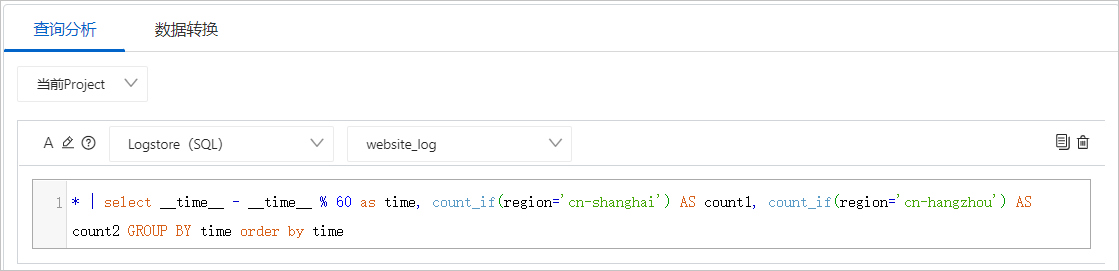 查询分析 数据转换
当前Project
A Logstore（SQL） website_log
1 * | select __time__ - __time__ % 60 as time, count_if(region='cn-shanghai') AS count1, count_if(region='cn-hangzhou') AS
count2 GROUP BY time order by time